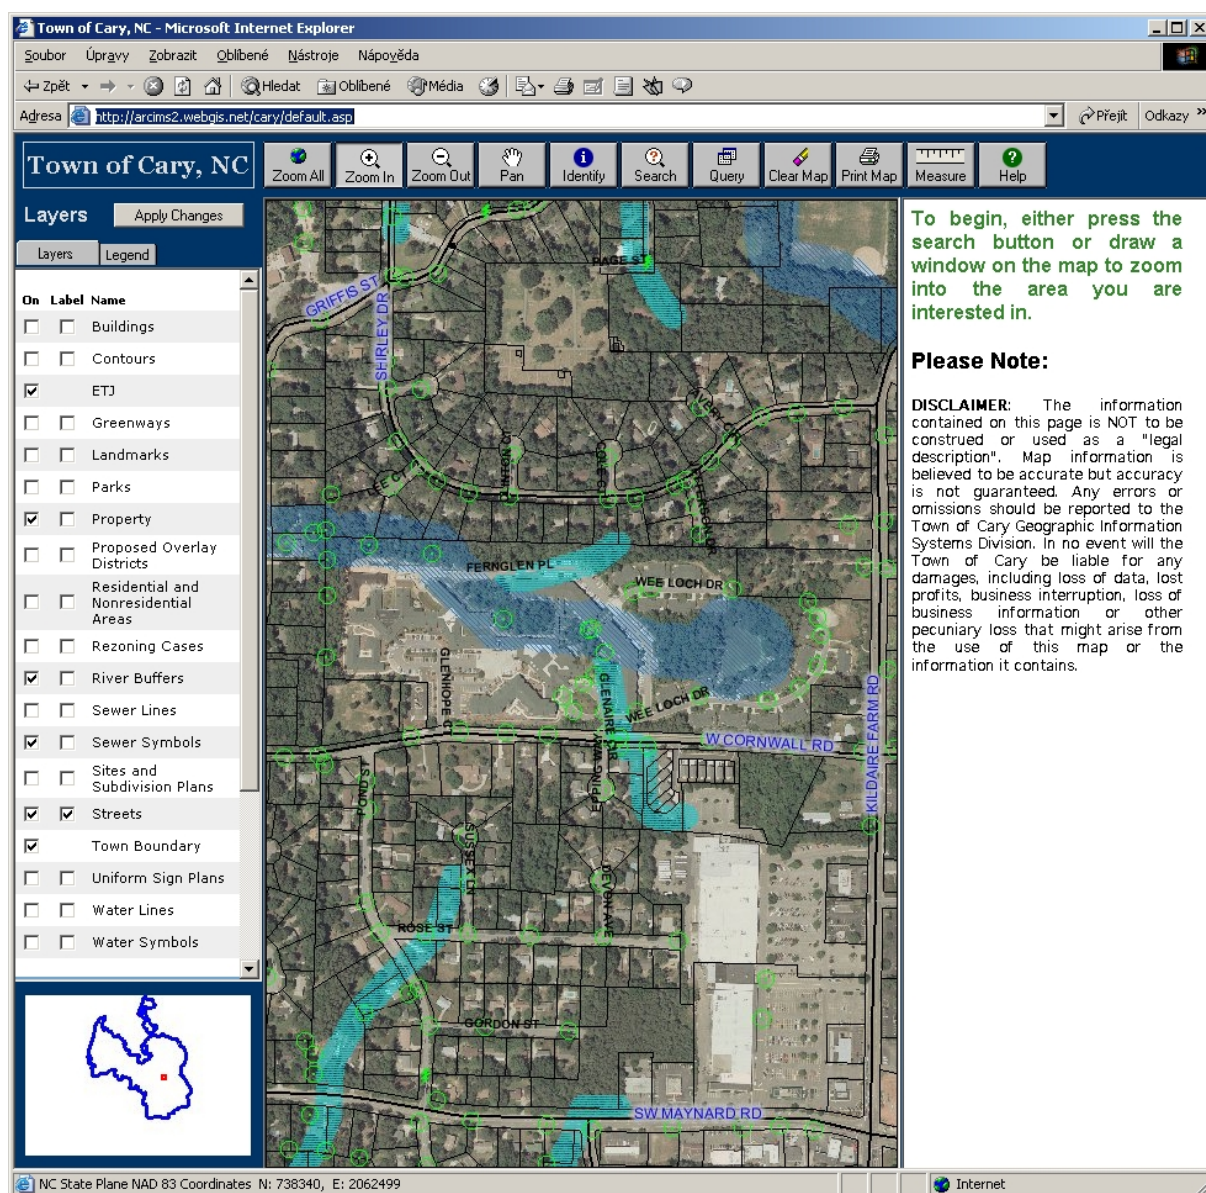 Town of Cary, NC - Microsoft Internet Explorer
Soubor Úpravy Zobrazit Oblíbené Nástroje Nápověda
Zpět Hledat Oblíbené Média
Adresa http://arcims2.webgis.net/cary/default.asp Přejít Odkazy
Town of Cary, NC
Zoom All Zoom In Zoom Out Pan Identify Search Query Clear Map Print Map Measure Help
Layers Apply Changes
Layers Legend
On Label Name
Buildings
Contours
ETJ
Greenways
Landmarks
Parks
Property
Proposed Overlay
Districts
Residential and
Nonresidential
Areas
Rezoning Cases
River Buffers
Sewer Lines
Sewer Symbols
Sites and
Subdivision Plans
Streets
Town Boundary
Uniform Sign Plans
Water Lines
Water Symbols
PAGE ST
GRIFFIS ST
SHIRLEY DR
AVERY CT
LEE CT
FERNGLEN PL
WEE LOCH DR
GLENHOPE CT
GLENAIRE CIR
WEE LOCH DR
W CORNWALL RD
KILDAIRE FARM RD
EPPING WAY
POND ST
SUSSEX LN
DEVON AVE
ROSE ST
GORDON ST
SW MAYNARD RD
To begin, either press the
search button or draw a
window on the map to zoom
into the area you are
interested in.
Please Note:
DISCLAIMER: The information
contained on this page is NOT to be
construed or used as a "legal
description". Map information is
believed to be accurate but accuracy
is not guaranteed. Any errors or
omissions should be reported to the
Town of Cary Geographic Information
Systems Division. In no event will the
Town of Cary be liable for any
damages, including loss of data, lost
profits, business interruption, loss of
business information or other
pecuniary loss that might arise from
the use of this map or the
information it contains.
NC State Plane NAD 83 Coordinates N: 738340, E: 2062499
Internet